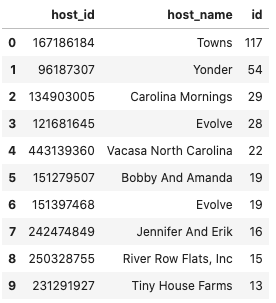 host_id host_name id
0 167186184 Towns 117
1 96187307 Yonder 54
2 134903005 Carolina Mornings 29
3 121681645 Evolve 28
4 443139360 Vacasa North Carolina 22
5 151279507 Bobby And Amanda 19
6 151397468 Evolve 19
7 242474849 Jennifer And Erik 16
8 250328755 River Row Flats, Inc 15
9 231291927 Tiny House Farms 13